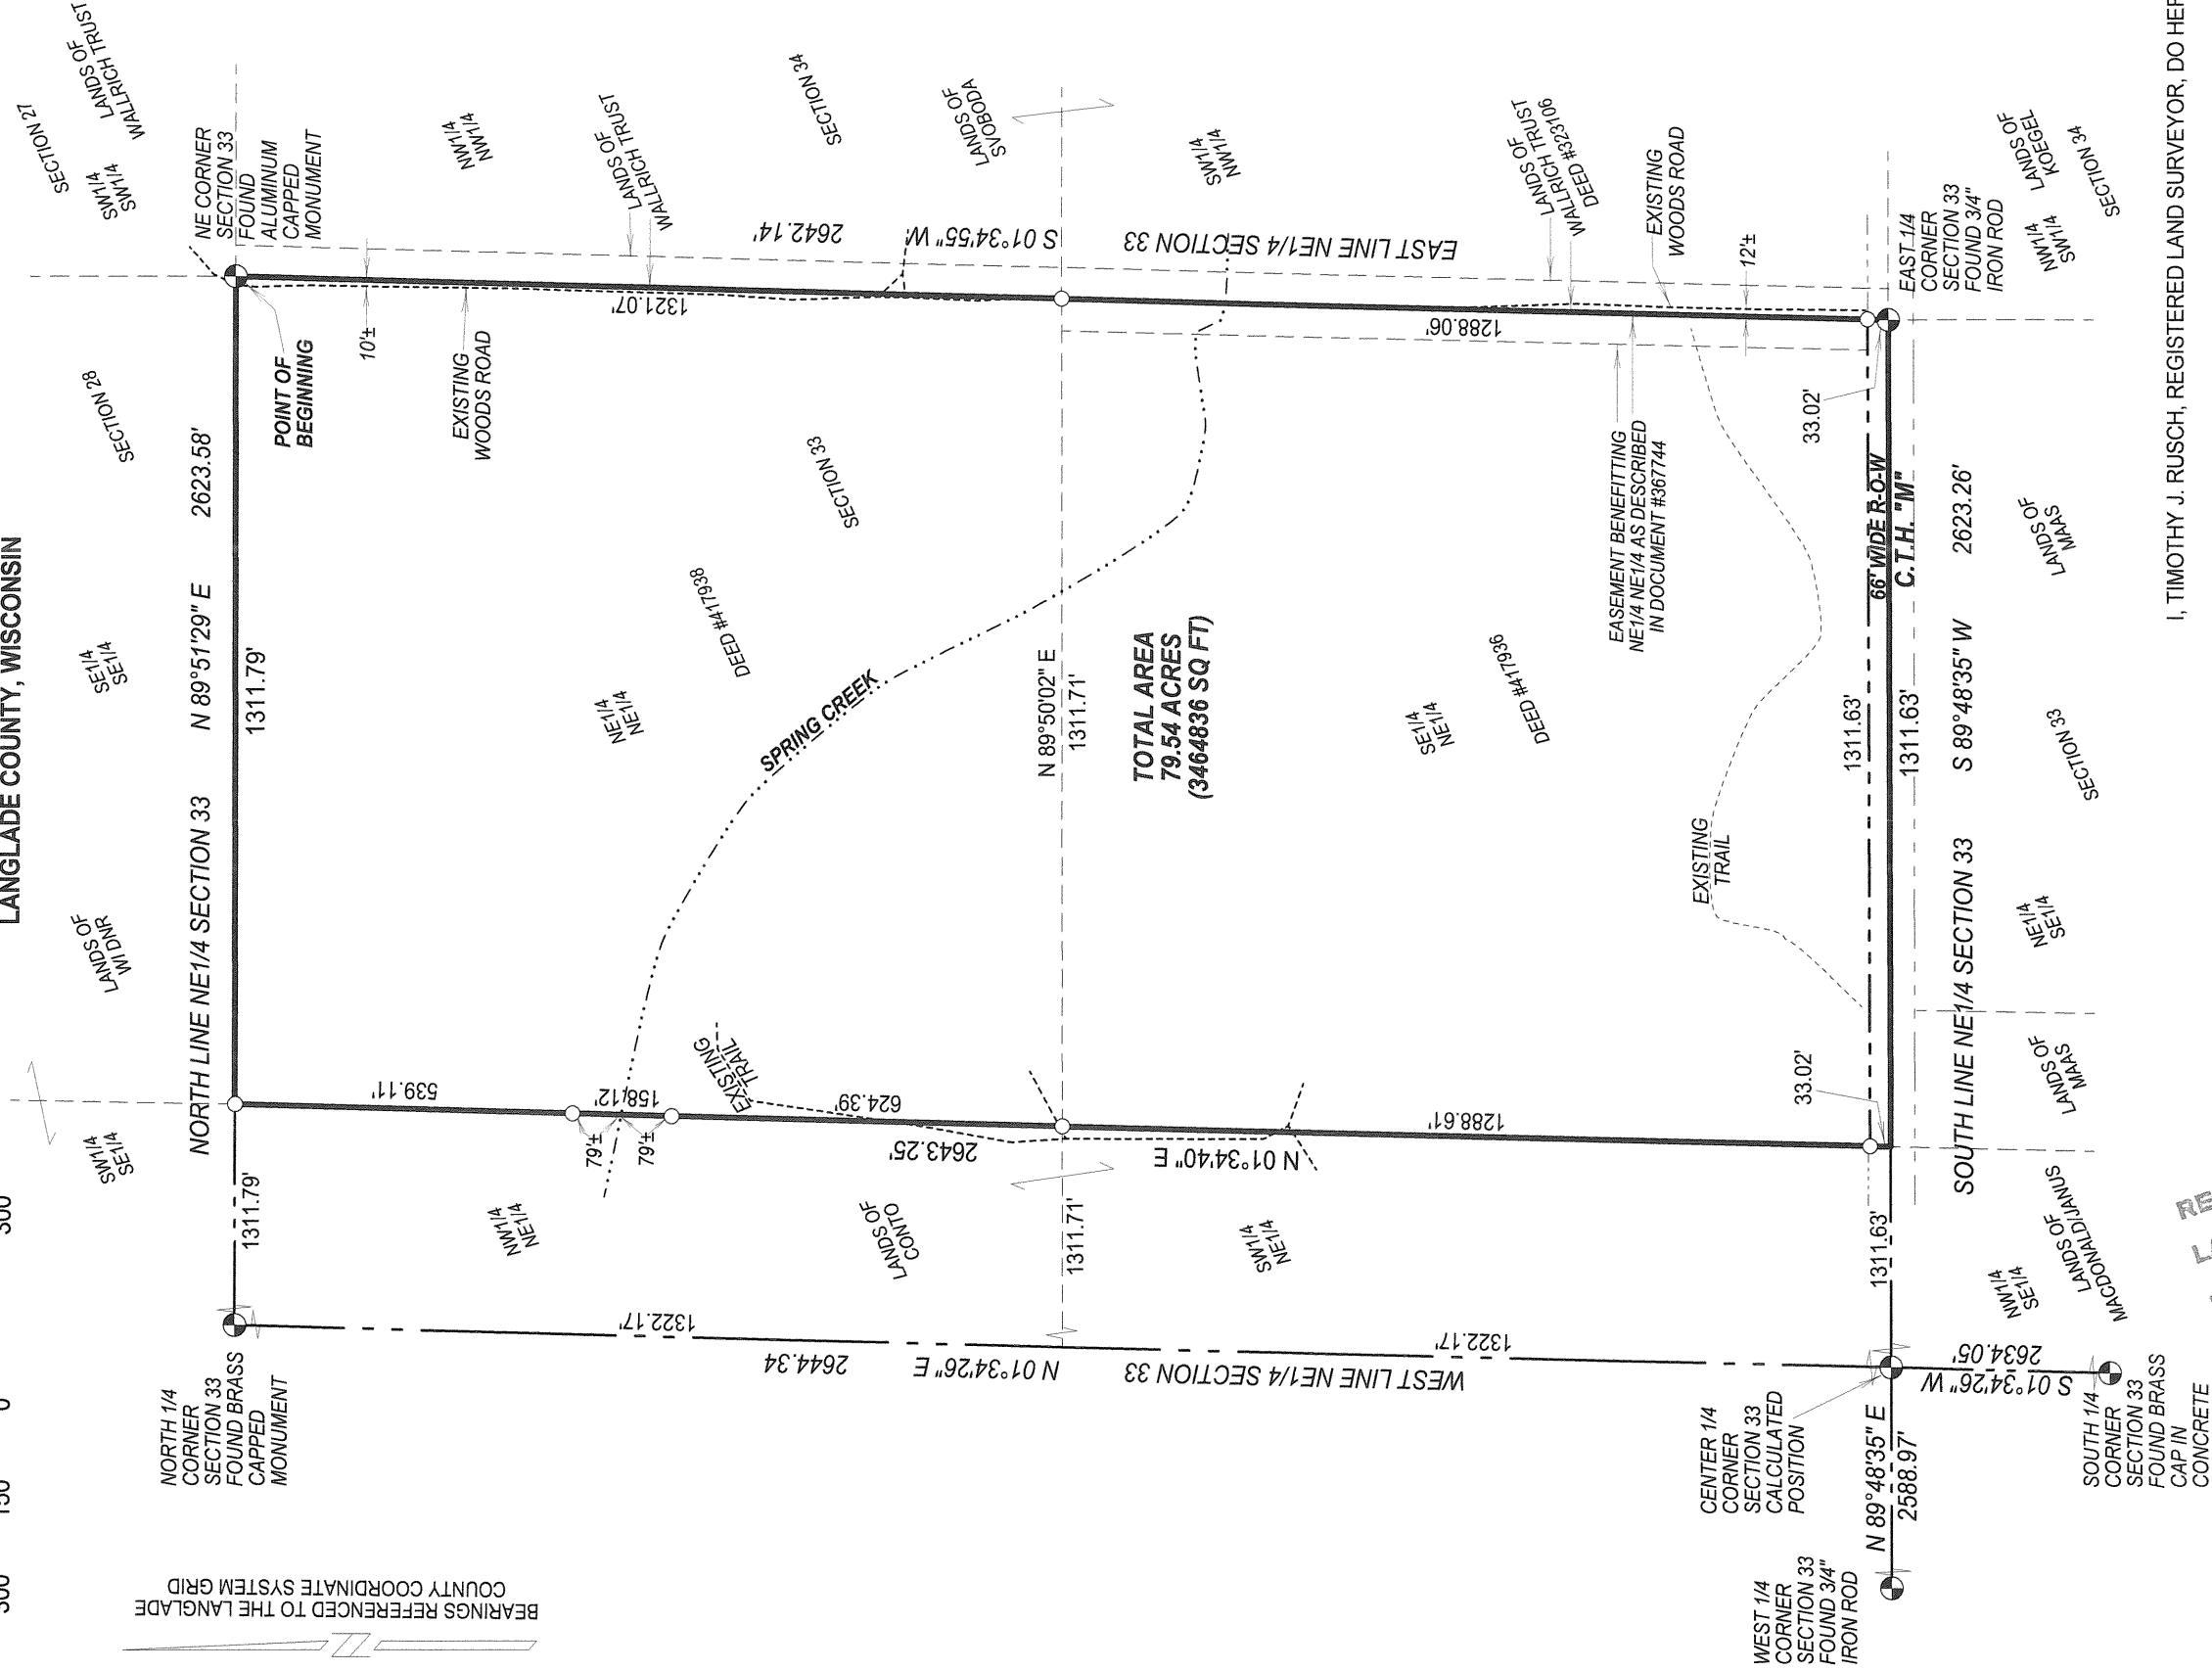 LANGLADE COUNTY, WISCONSIN
300
0
150
300
BEARINGS REFERENCED TO THE LANGLADE
COUNTY COORDINATE SYSTEM GRID
SECTION 27
SW1/4
SW1/4
LANDS OF
WALLRICH TRUST
NE CORNER
SECTION 33
FOUND
ALUMINUM
CAPPED
MONUMENT
SECTION 28
SE1/4
SE1/4
LANDS OF
WI DNR
SW1/4
SE1/4
NORTH LINE NE1/4 SECTION 33
N 89°51'29" E
2623.58'
1311.79'
1311.79'
NORTH 1/4
CORNER
SECTION 33
FOUND BRASS
CAPPED
MONUMENT
POINT OF
BEGINNING
10'±
EXISTING
WOODS ROAD
NW1/4
NW1/4
LANDS OF
WALLRICH TRUST
SECTION 34
LANDS OF
SVOBODA
SW1/4
NW1/4
1321.07'
2642.14'
S 01°34'55" W
EAST LINE NE1/4 SECTION 33
1288.06'
LANDS OF
WALLRICH TRUST
DEED #323106
EXISTING
WOODS ROAD
12'±
EAST 1/4
CORNER
SECTION 33
FOUND 3/4"
IRON ROD
NW1/4
SW1/4
LANDS OF
KOEGEL
SECTION 34
SECTION 33
DEED #417938
NE1/4
NE1/4
SPRING CREEK
N 89°50'02" E
1311.71'
TOTAL AREA
79.54 ACRES
(3464836 SQ FT)
SE1/4
NE1/4
DEED #417936
EASEMENT BENEFITTING
NE1/4 NE1/4 AS DESCRIBED
IN DOCUMENT #367744
EXISTING
TRAIL
33.02'
66' WIDE R-O-W
C.T.H. "M"
1311.63'
1311.63'
33.02'
SOUTH LINE NE1/4 SECTION 33
S 89°48'35" W
2623.26'
539.11'
158.12'
79'±
79'±
EXISTING
TRAIL
624.39'
2643.25'
N 01°34'40" E
1288.61'
NW1/4
NE1/4
LANDS OF
CONTO
1311.71'
SW1/4
NE1/4
1311.63'
1322.17'
2644.34
N 01°34'26" E
WEST LINE NE1/4 SECTION 33
1322.17'
CENTER 1/4
CORNER
SECTION 33
CALCULATED
POSITION
WEST 1/4
CORNER
SECTION 33
FOUND 3/4"
IRON ROD
N 89°48'35" E
2588.97'
2634.05'
S 01°34'26" W
SOUTH 1/4
CORNER
SECTION 33
FOUND BRASS
CAP IN
CONCRETE
LANDS OF
MAAS
SECTION 33
NE1/4
SE1/4
LANDS OF
MAAS
NW1/4
SE1/4
LANDS OF
MACDONALD/JANUS
I, TIMOTHY J. RUSCH, REGISTERED LAND SURVEYOR, DO HER